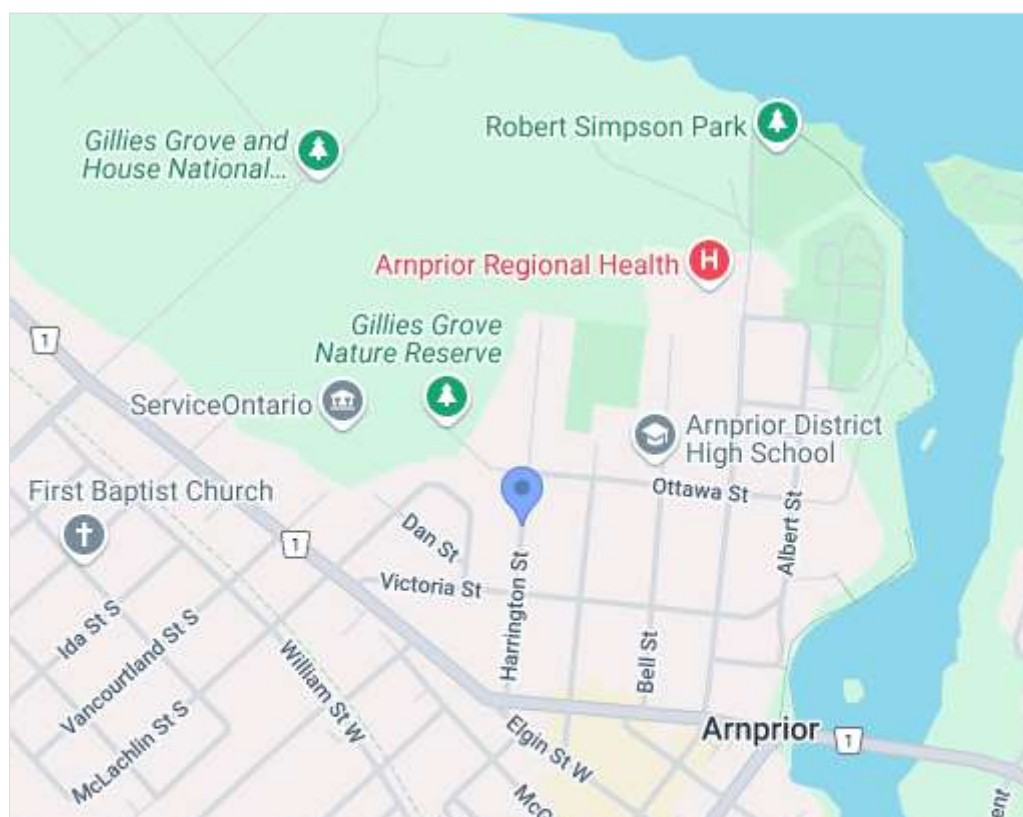 Robert Simpson Park
Gillies Grove and
House National...
Arnprior Regional Health
H
1
Gillies Grove
Nature Reserve
ServiceOntario
Arnprior District
High School
First Baptist Church
Ottawa St
Dan St
Albert St
1
Victoria St
Harrington St
Ida St S
Vancourtland St S
William St W
Bell St
McLachlin St S
Elgin St W
Arnprior
1
McC
ent